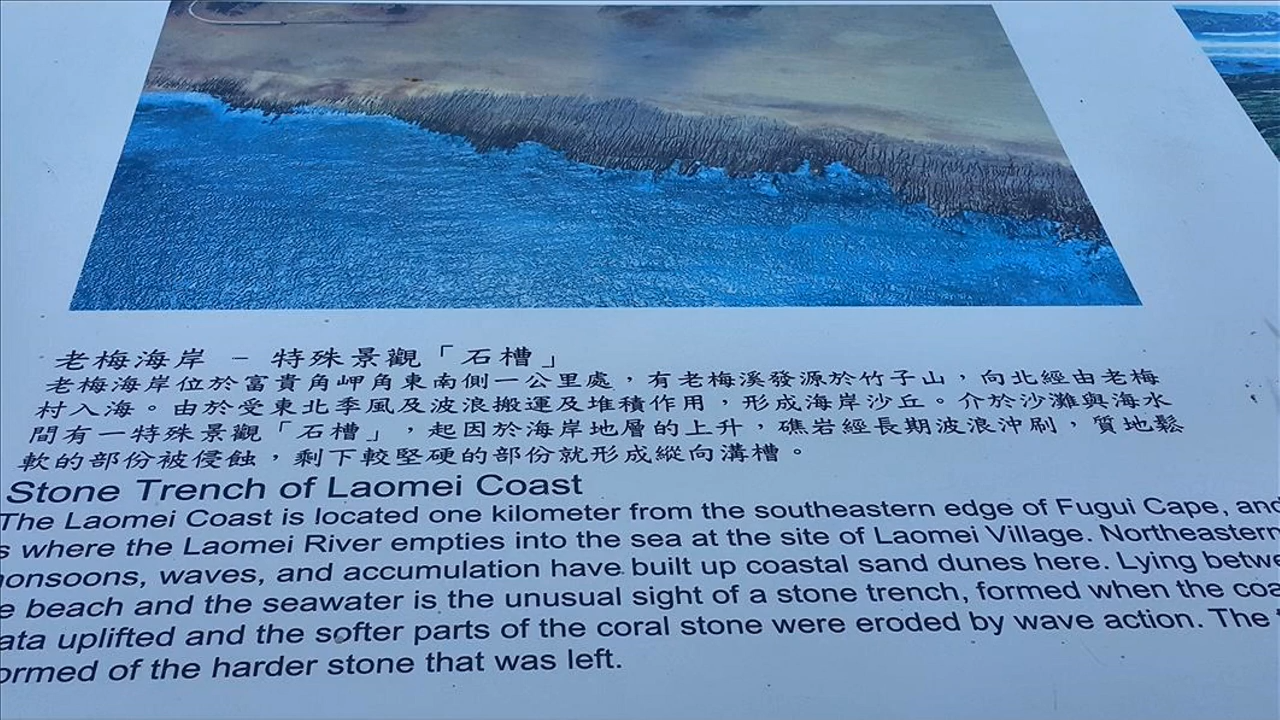 老梅海岸 – 特殊景觀「石槽」
老梅海岸位於富貴角岬角東南側一公里處，有老梅溪發源於竹子山，向北經由老梅
村入海。由於受東北季風及波浪搬運及堆積作用，形成海岸沙丘。介於沙灘與海水
間有一特殊景觀「石槽」，起因於海岸地層的上升，礁岩經長期波浪沖刷，質地鬆
軟的部份被侵蝕，剩下較堅硬的部份就形成縱向溝槽。
Stone Trench of Laomei Coast
The Laomei Coast is located one kilometer from the southeastern edge of Fugui Cape, and
s where the Laomei River empties into the sea at the site of Laomei Village. Northeastern
onsoons, waves, and accumulation have built up coastal sand dunes here. Lying betwe
e beach and the seawater is the unusual sight of a stone trench, formed when the coa
ata uplifted and the softer parts of the coral stone were eroded by wave action. The
ormed of the harder stone that was left.